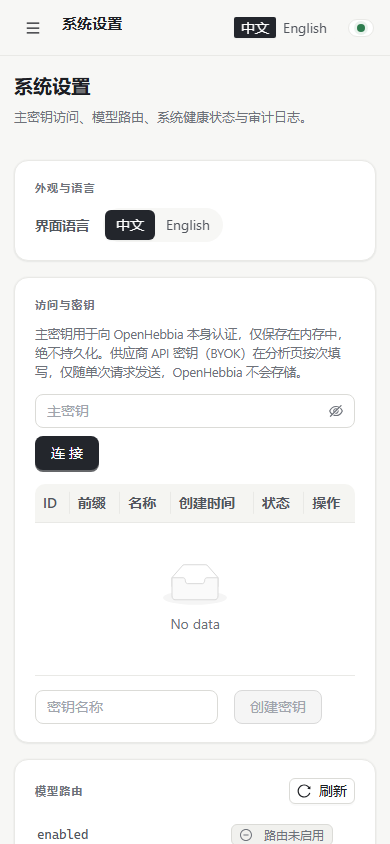 系统设置
中文 English
系统设置
主密钥访问、模型路由、系统健康状态与审计日志。
外观与语言
界面语言 中文 English
访问与密钥
主密钥用于向 OpenHebbia 本身认证，仅保存在内存中，
绝不持久化。供应商 API 密钥（BYOK）在分析页按次填
写，仅随单次请求发送，OpenHebbia 不会存储。
主密钥
连 接
ID 前缀 名称 创建时间 状态 操作
No data
密钥名称 创建密钥
模型路由 刷新
enabled 路由未启用